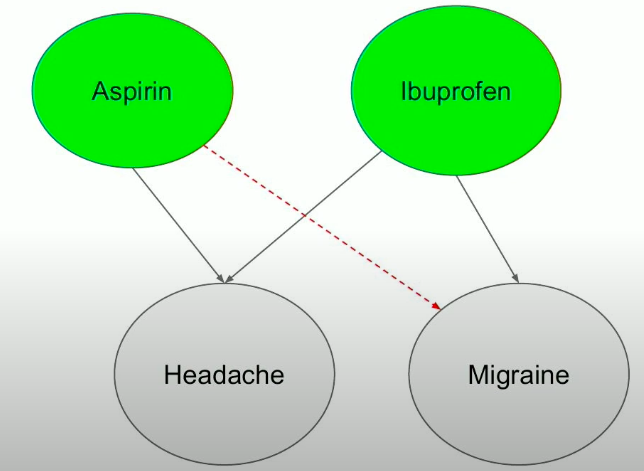 Aspirin
Ibuprofen
Headache
Migraine